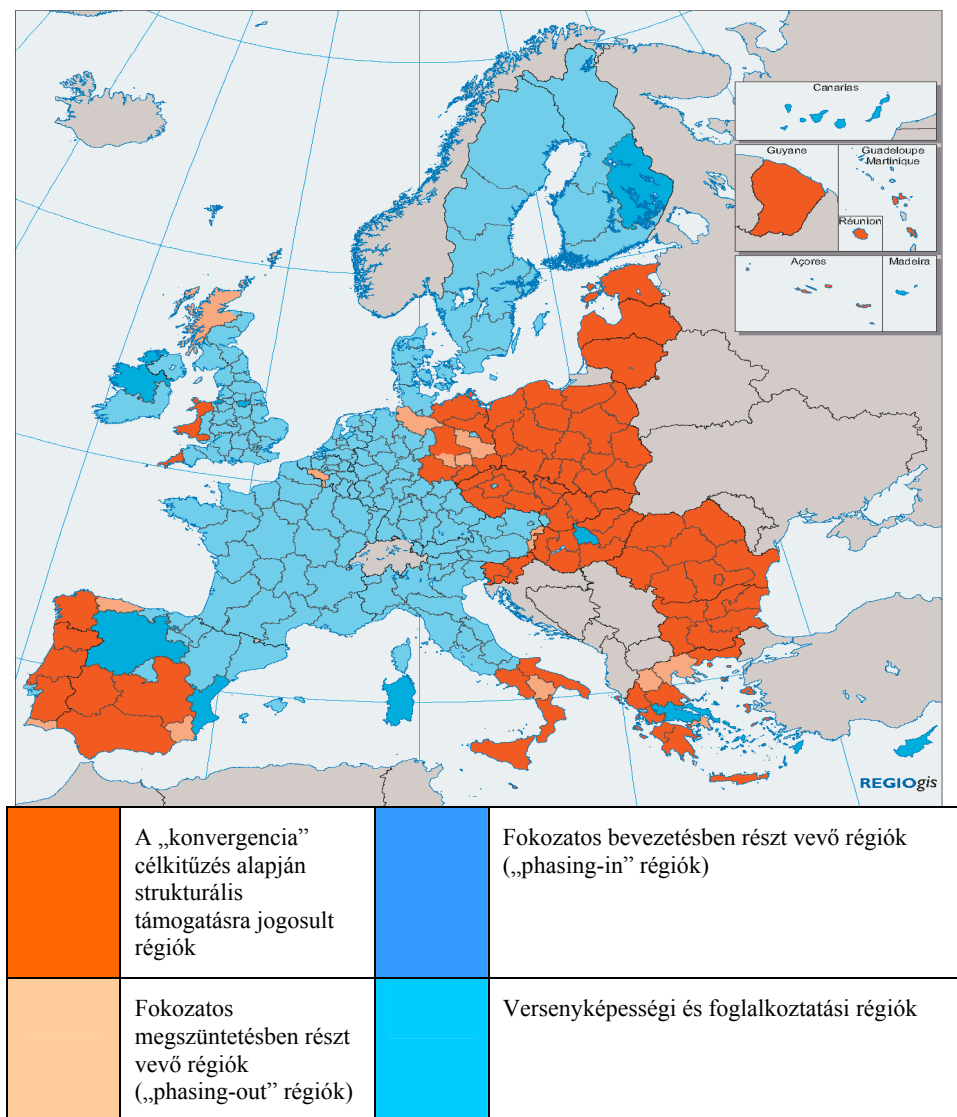 Canarias
Guyane
Guadeloupe
Martinique
Réunion
Açores
Madeira
REGIOgis
A „konvergencia”
célkitűzés alapján
strukturális
támogatásra jogosult
régiók
Fokozatos bevezetésben részt vevő régiók
(„phasing-in” régiók)
Fokozatos
megszüntetésben részt
vevő régiók
(„phasing-out” régiók)
Versenyképességi és foglalkoztatási régiók